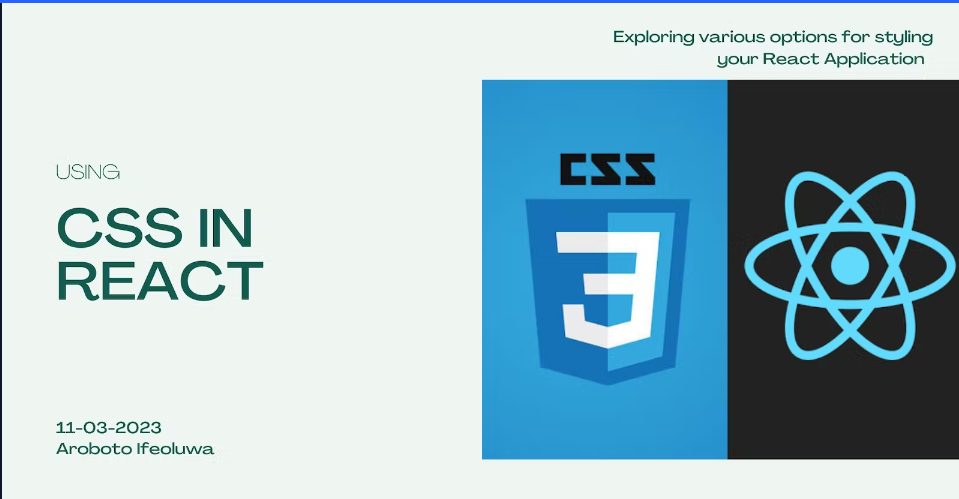 Exploring various options for styling
your React Application
USING
CSS IN
REACT
CSS
3
11-03-2023
Aroboto Ifeoluwa